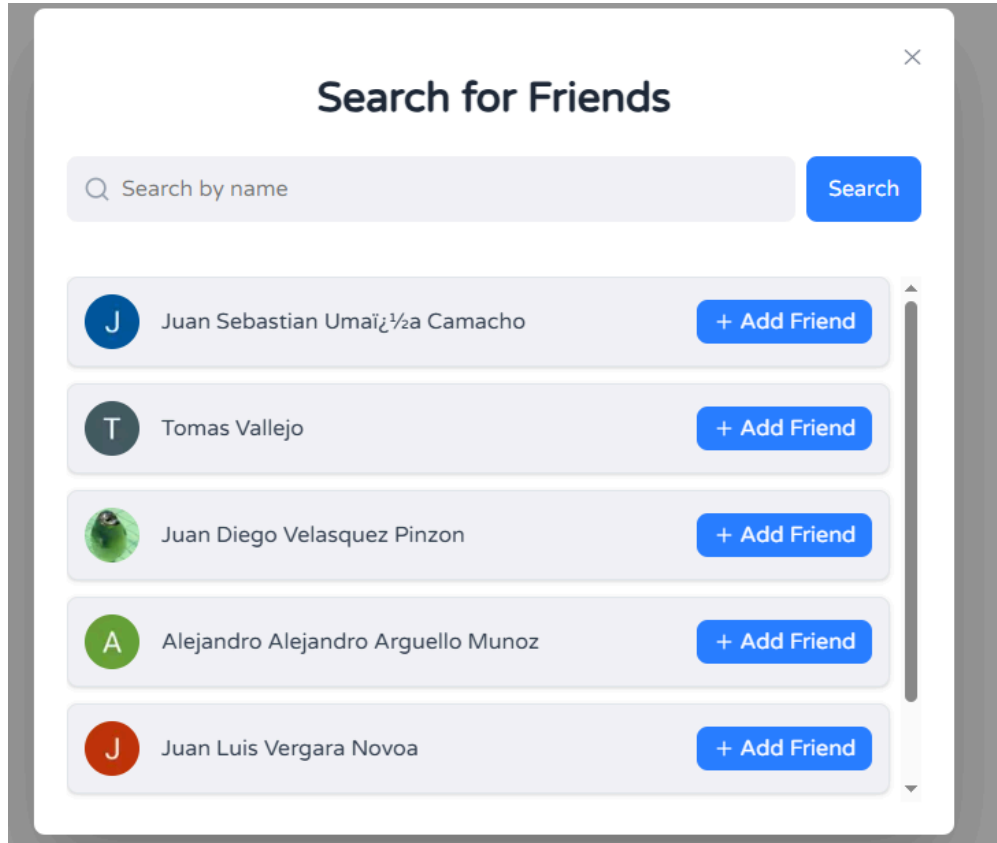 Search for Friends
Search by name
Search
J
Juan Sebastian Umaï¿½a Camacho
+ Add Friend
T
Tomas Vallejo
+ Add Friend
Juan Diego Velasquez Pinzon
+ Add Friend
A
Alejandro Alejandro Arguello Munoz
+ Add Friend
J
Juan Luis Vergara Novoa
+ Add Friend